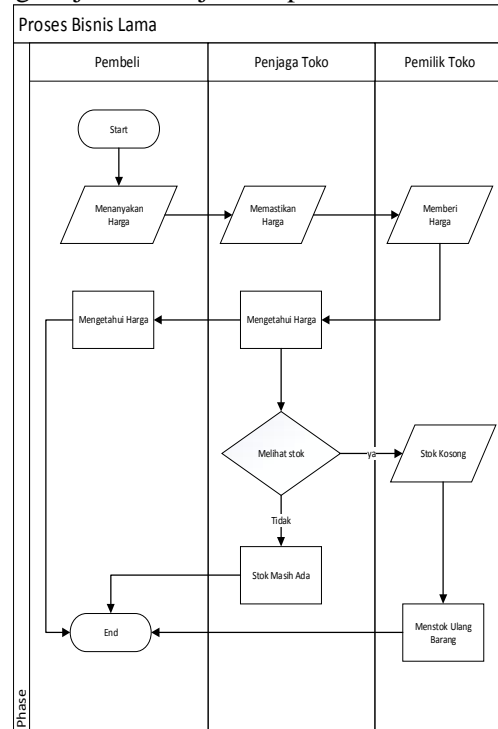 Proses Bisnis Lama
Pembeli
Penjaga Toko
Pemilik Toko
Start
Menanyakan
Harga
Memastikan
Harga
Memberi
Harga
Mengetahui Harga
Mengetahui Harga
Melihat stok
ya
Stok Kosong
Tidak
Stok Masih Ada
End
Menstok Ulang
Barang
Phase